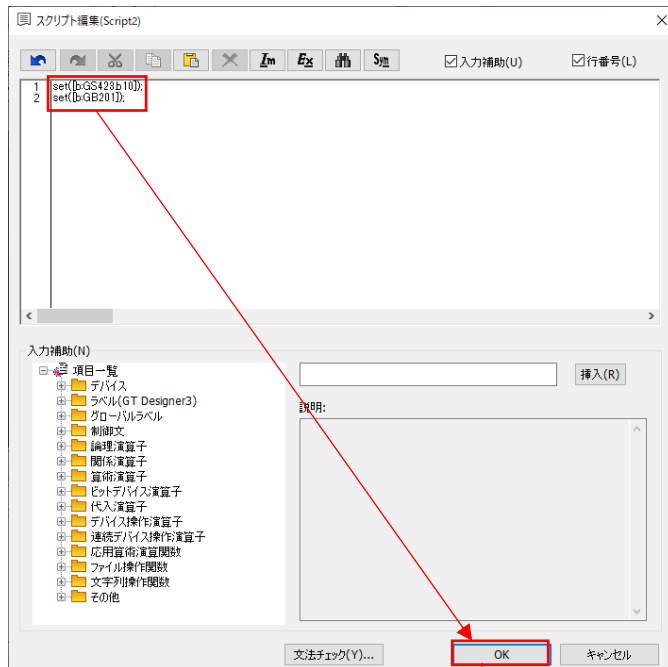 スクリプト編集(Script2)
Im Ex Sym 入力補助(U) 行番号(L)
1 set([b:GS423.b10]);
2 set([b:GB201]);
入力補助(N)
項目一覧
デバイス
ラベル(GT Designer3)
グローバルラベル
制御文
論理演算子
関係演算子
算術演算子
ビットデバイス演算子
代入演算子
デバイス操作演算子
連続デバイス操作演算子
応用算術演算関数
ファイル操作関数
文字列操作関数
その他
挿入(R)
説明:
文法チェック(Y)... OK キャンセル